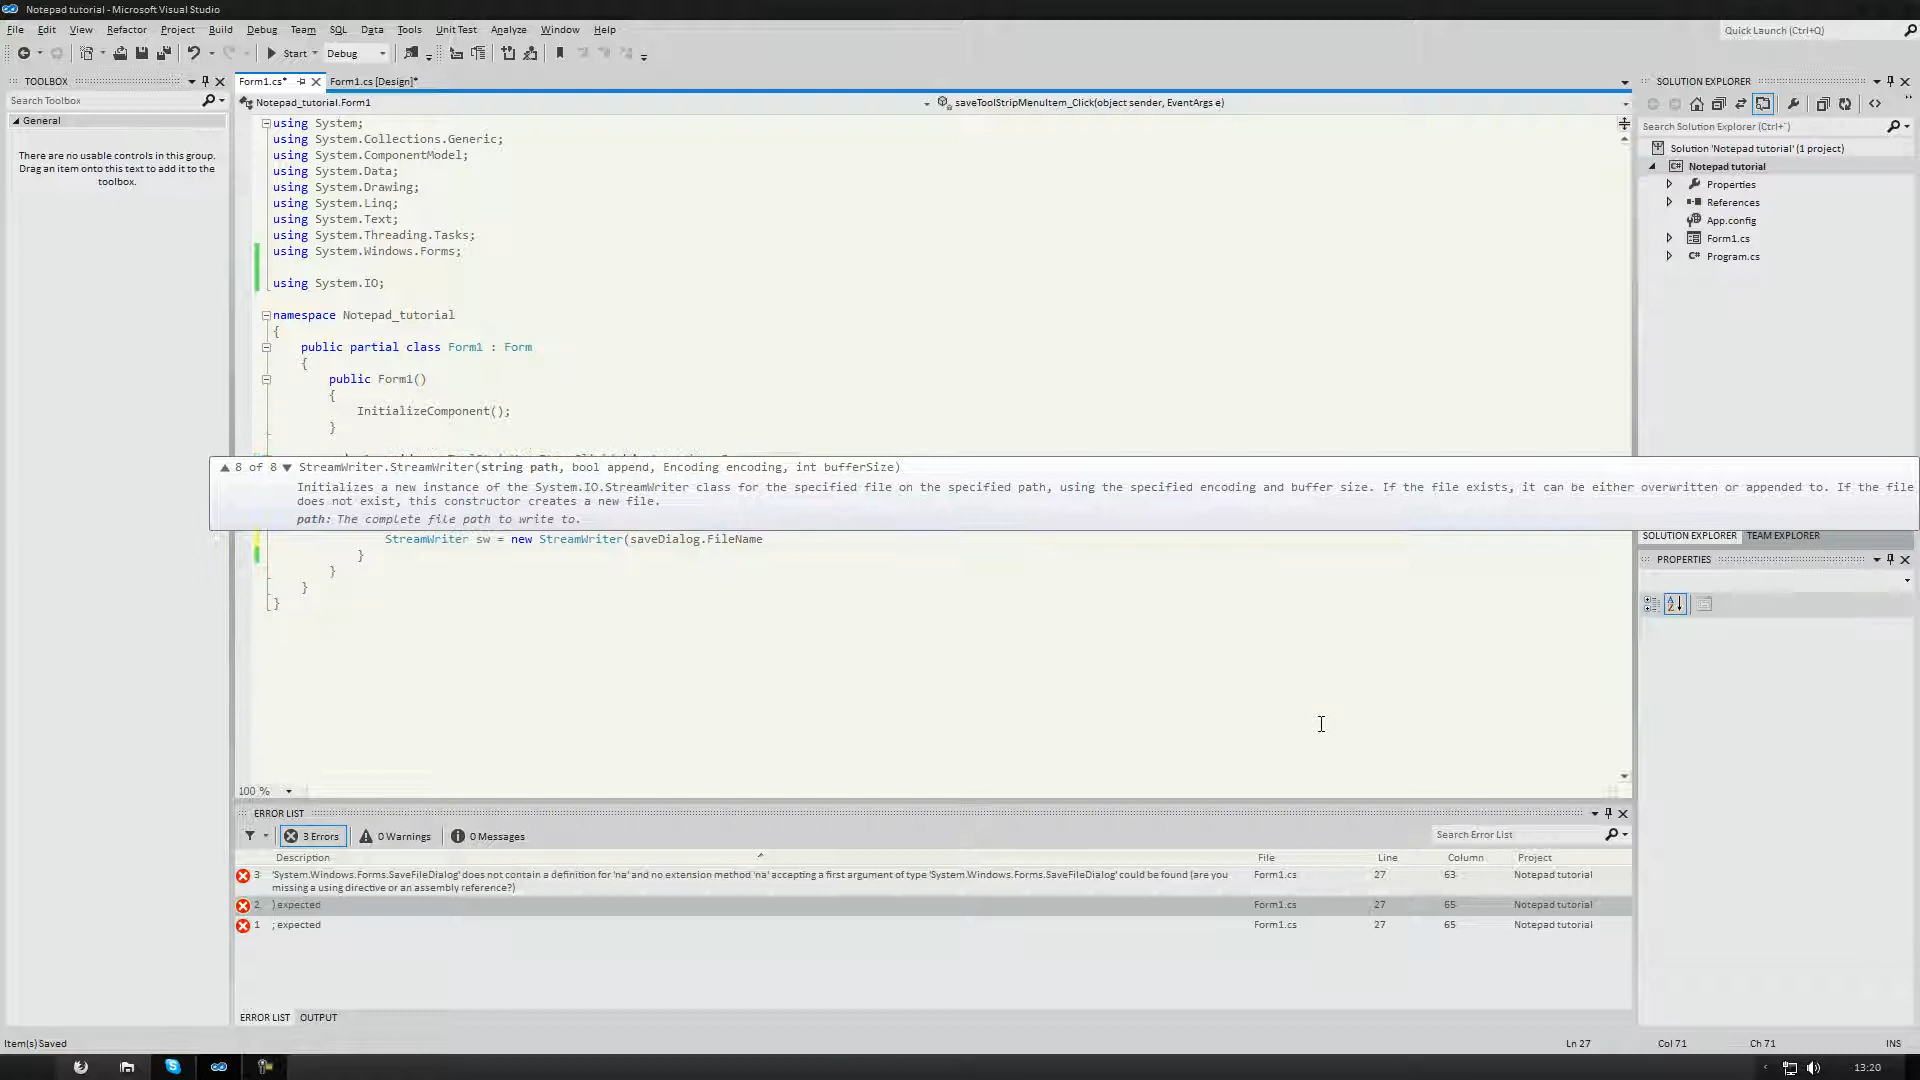 Notepad tutorial - Microsoft Visual Studio
File Edit View Refactor Project Build Debug Team SQL Data Tools Unit Test Analyze Window Help
Quick Launch (Ctrl+Q)
Start Debug
TOOLBOX
Search Toolbox
General
There are no usable controls in this group. Drag an item onto this text to add it to the toolbox.
Form1.cs*
Form1.cs [Design]*
Notepad_tutorial.Form1
saveToolStripMenuItem_Click(object sender, EventArgs e)
using System;
using System.Collections.Generic;
using System.ComponentModel;
using System.Data;
using System.Drawing;
using System.Linq;
using System.Text;
using System.Threading.Tasks;
using System.Windows.Forms;
using System.IO;
namespace Notepad_tutorial
{
public partial class Form1 : Form
{
public Form1()
{
InitializeComponent();
}
8 of 8 StreamWriter.StreamWriter(string path, bool append, Encoding encoding, int bufferSize)
Initializes a new instance of the System.IO.StreamWriter class for the specified file on the specified path, using the specified encoding and buffer size. If the file exists, it can be either overwritten or appended to. If the file
does not exist, this constructor creates a new file.
path: The complete file path to write to.
StreamWriter sw = new StreamWriter(saveDialog.FileName
}
}
}
}
100 %
ERROR LIST
3 Errors 0 Warnings 0 Messages
Search Error List
Description File Line Column Project
3 'System.Windows.Forms.SaveFileDialog' does not contain a definition for 'na' and no extension method 'na' accepting a first argument of type 'System.Windows.Forms.SaveFileDialog' could be found (are you missing a using directive or an assembly reference?) Form1.cs 27 63 Notepad tutorial
2 ) expected Form1.cs 27 65 Notepad tutorial
1 ; expected Form1.cs 27 65 Notepad tutorial
ERROR LIST OUTPUT
SOLUTION EXPLORER
Search Solution Explorer (Ctrl+¨)
Solution 'Notepad tutorial' (1 project)
Notepad tutorial
Properties
References
App.config
Form1.cs
Program.cs
SOLUTION EXPLORER TEAM EXPLORER
PROPERTIES
Item(s) Saved
Ln 27 Col 71 Ch 71 INS
13:20